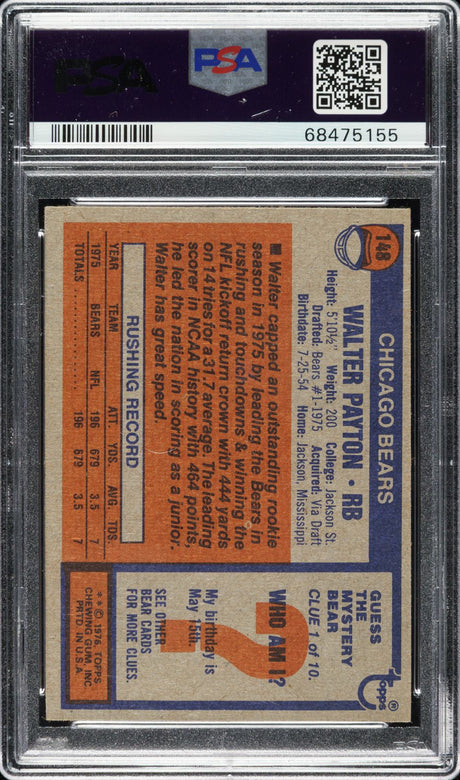 PSA
PSA
68475155
148
CHICAGO BEARS
WALTER PAYTON • RB
Height: 5'10½" Weight: 200 College: Jackson St.
Drafted: Bears #1-1975 Acquired: Via Draft
Birthdate: 7-25-54 Home: Jackson, Mississippi
■ Walter capped an outstanding rookie
season in 1975 by leading the Bears in
rushing and touchdowns & winning the
NFL kickoff return crown with 444 yards
on 14 tries for a 31.7 average. The leading
scorer in NCAA history with 464 points,
he led the nation in scoring as a junior.
Walter has great speed.
RUSHING RECORD
YEAR TEAM ATT. YDS. AVG. TDS.
1975 BEARS NFL 196 679 3.5 7
TOTALS 196 679 3.5 7
topps®
GUESS
THE
MYSTERY
BEAR
CLUE 1 of 10.
WHO AM I?
?
My birthday is
May 15th.
SEE OTHER
BEAR CARDS
FOR MORE CLUES.
* * © 1976 TOPPS
CHEWING GUM, INC.
PRTD. IN U.S.A.